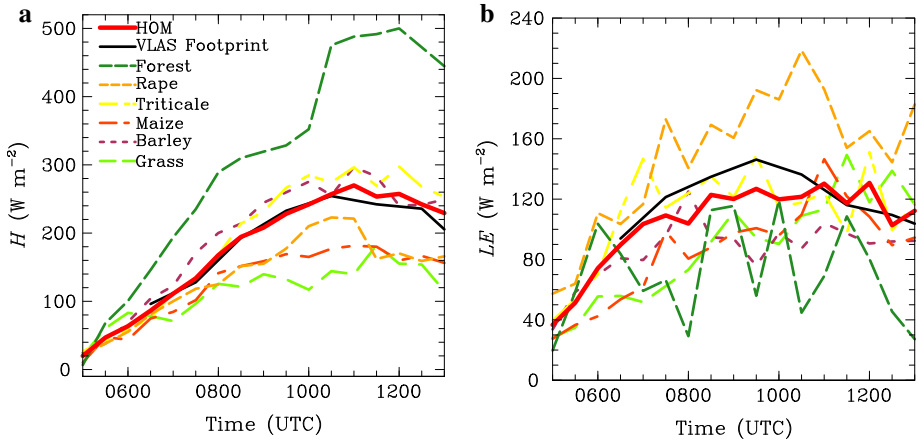 a
500
400
300
200
100
0
H (W m⁻²)
HOM
VLAS Footprint
Forest
Rape
Triticale
Maize
Barley
Grass
0600 0800 1000 1200
Time (UTC)
b
240
200
160
120
80
40
0
LE (W m⁻²)
0600 0800 1000 1200
Time (UTC)